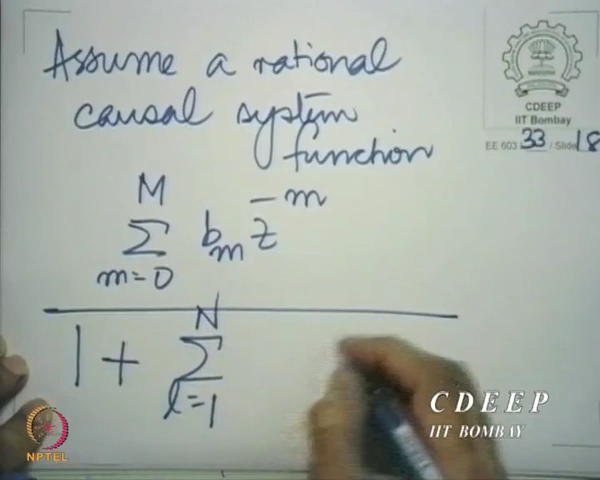 Assume a rational
causal system
function
M
∑ b_m z^{-m}
m=0
N
1 + ∑
l=1
CDEEP
IIT Bombay
EE 603 33 / Slide 18
CDEEP
IIT BOMBAY
NPTEL